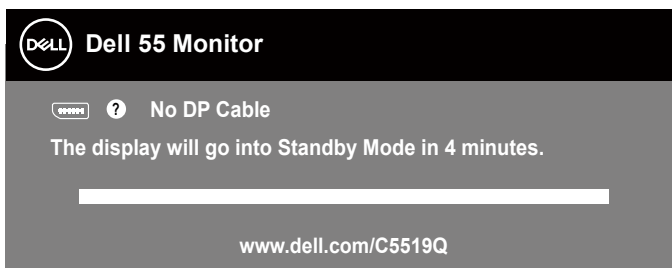 DELL Dell 55 Monitor
? No DP Cable
The display will go into Standby Mode in 4 minutes.
www.dell.com/C5519Q